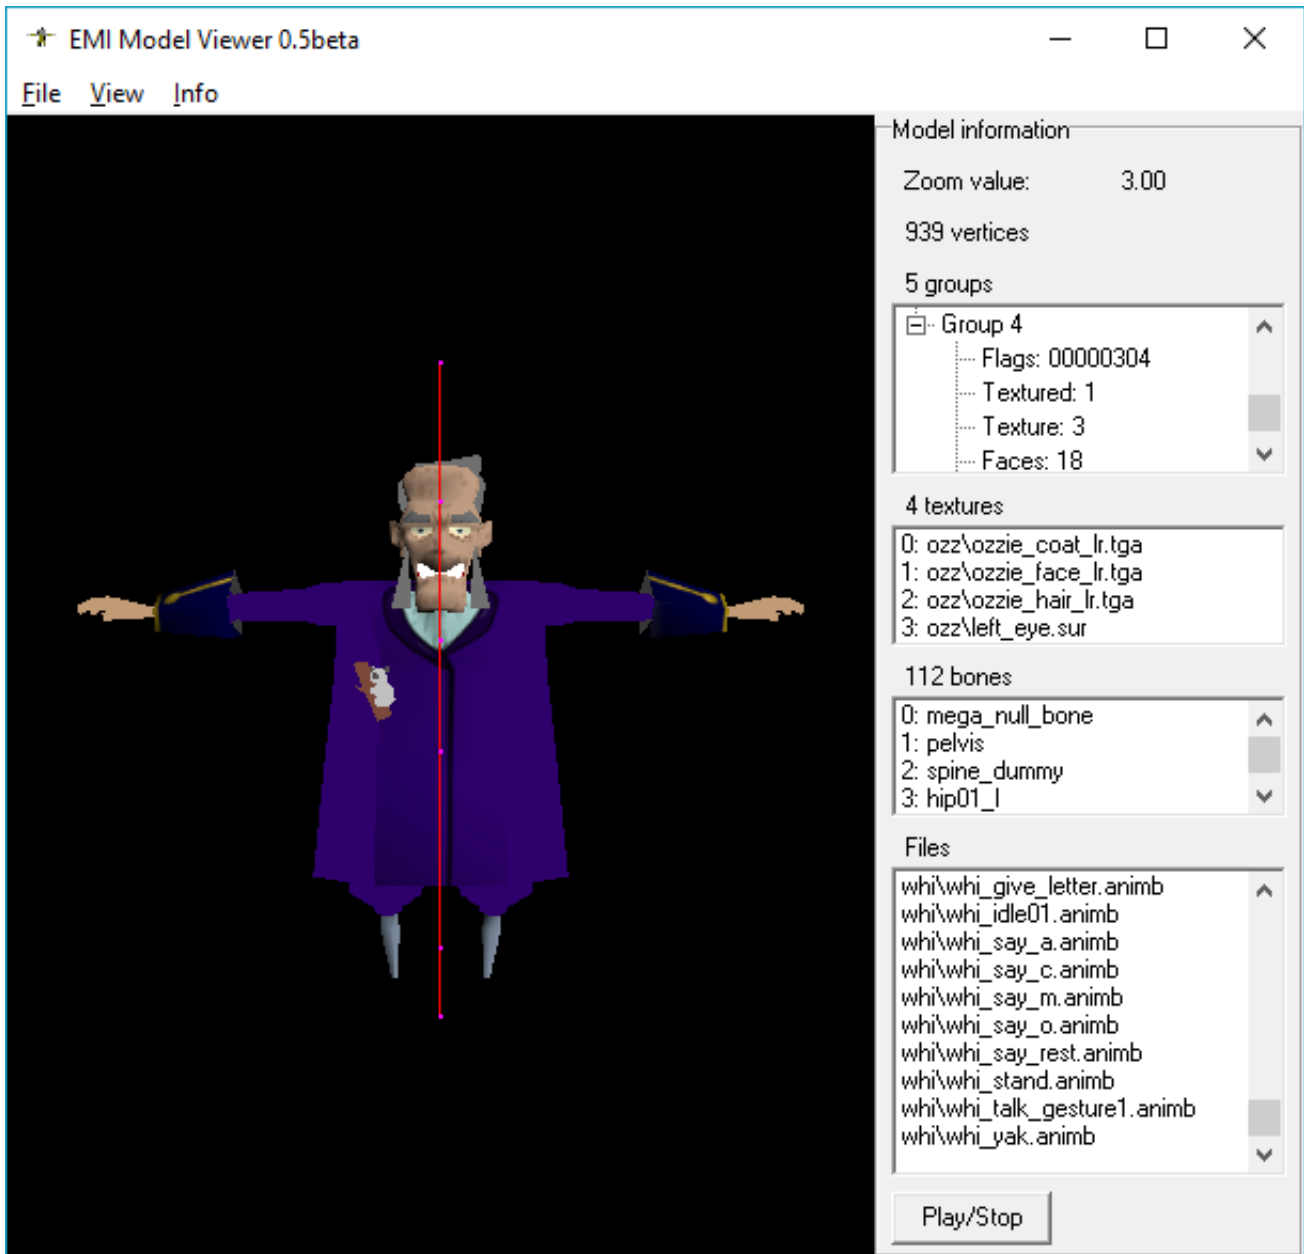 EMI Model Viewer 0.5beta
File View Info
Model information
Zoom value: 3.00
939 vertices
5 groups
Group 4
Flags: 00000304
Textured: 1
Texture: 3
Faces: 18
4 textures
0: ozz\ozzie_coat_lr.tga
1: ozz\ozzie_face_lr.tga
2: ozz\ozzie_hair_lr.tga
3: ozz\left_eye.sur
112 bones
0: mega_null_bone
1: pelvis
2: spine_dummy
3: hip01_l
Files
whi\whi_give_letter.animb
whi\whi_idle01.animb
whi\whi_say_a.animb
whi\whi_say_c.animb
whi\whi_say_m.animb
whi\whi_say_o.animb
whi\whi_say_rest.animb
whi\whi_stand.animb
whi\whi_talk_gesture1.animb
whi\whi_yak.animb
Play/Stop